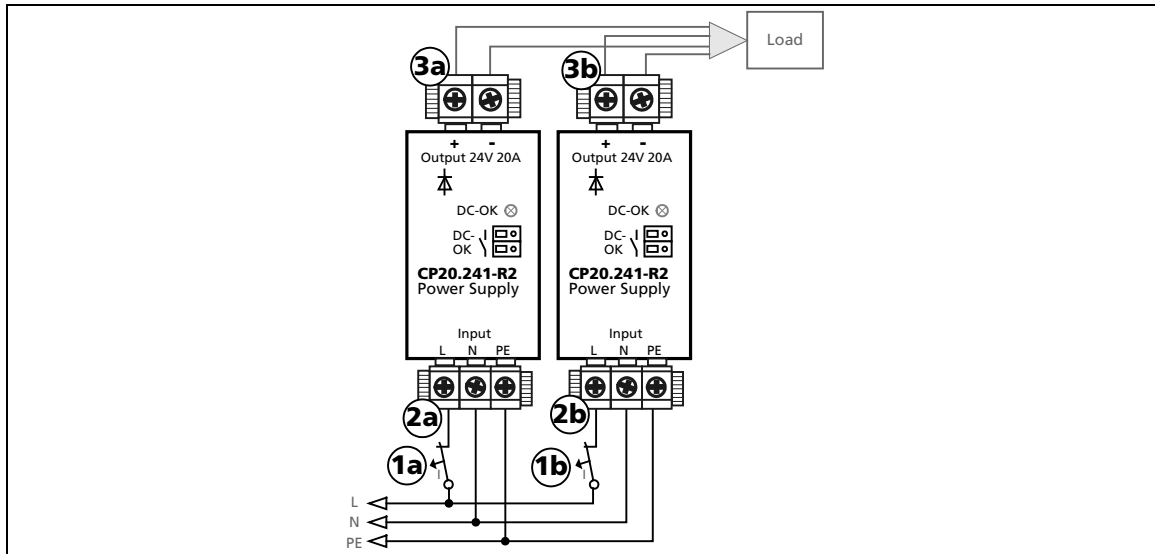 Load
3a
3b
+ -
Output 24V 20A
DC-OK
DC-
OK
CP20.241-R2
Power Supply
Input
L N PE
+ -
Output 24V 20A
DC-OK
DC-
OK
CP20.241-R2
Power Supply
Input
L N PE
2a
2b
1a
I
1b
I
L
N
PE